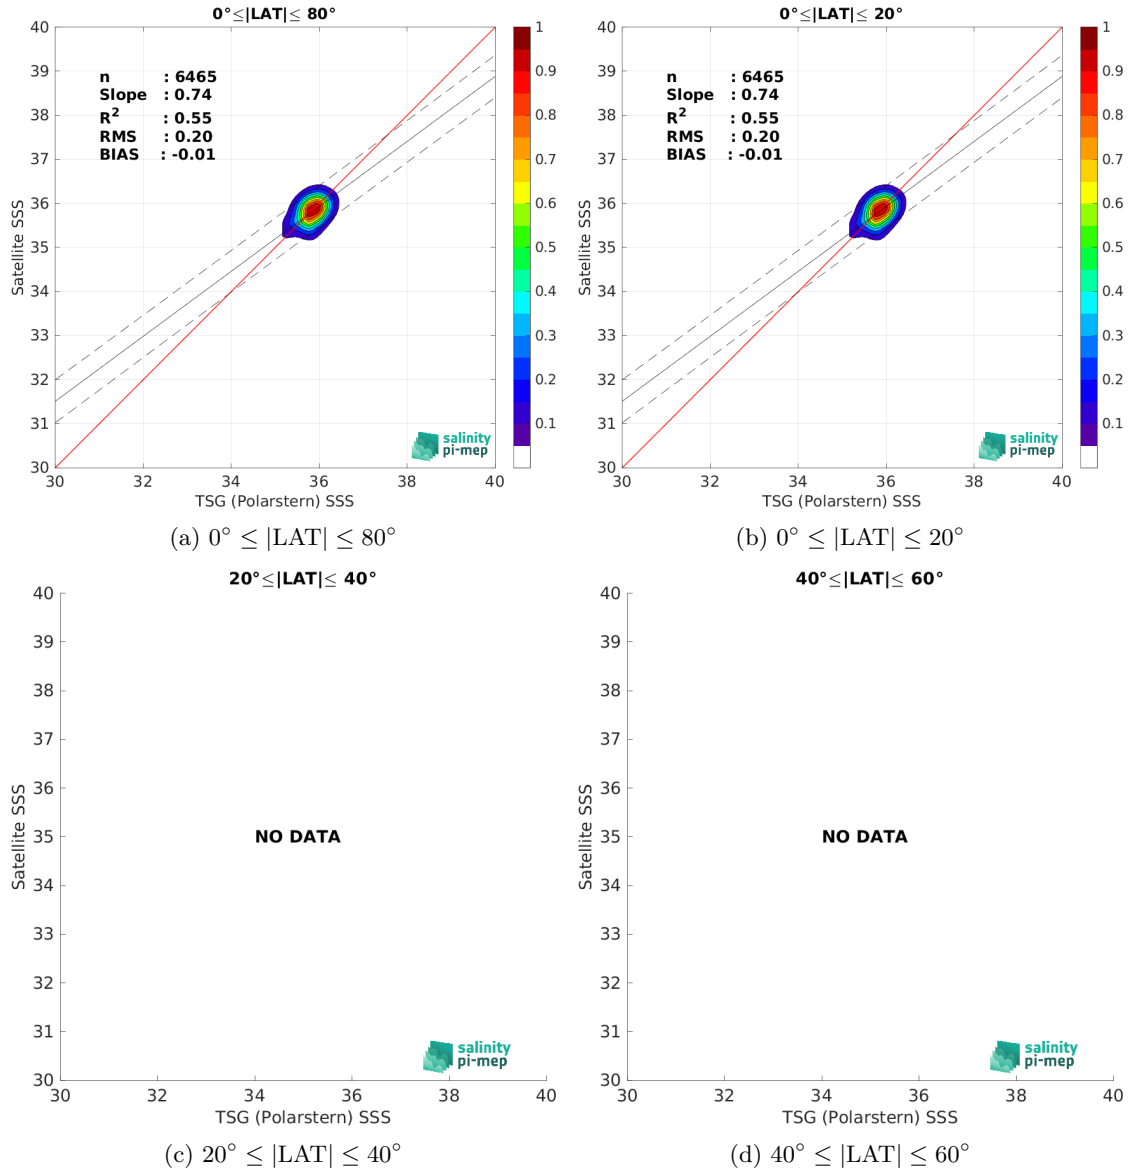 0°≤|LAT|≤ 80°
40
39
38
37
36
35
34
33
32
31
30
Satellite SSS
n : 6465
Slope : 0.74
R² : 0.55
RMS : 0.20
BIAS : -0.01
salinity
pi-mep
30 32 34 36 38 40
TSG (Polarstern) SSS
1
0.9
0.8
0.7
0.6
0.5
0.4
0.3
0.2
0.1
(a) 0° ≤ |LAT| ≤ 80°
0°≤|LAT|≤ 20°
40
39
38
37
36
35
34
33
32
31
30
Satellite SSS
n : 6465
Slope : 0.74
R² : 0.55
RMS : 0.20
BIAS : -0.01
salinity
pi-mep
30 32 34 36 38 40
TSG (Polarstern) SSS
1
0.9
0.8
0.7
0.6
0.5
0.4
0.3
0.2
0.1
(b) 0° ≤ |LAT| ≤ 20°
20°≤|LAT|≤ 40°
40
39
38
37
36
35
34
33
32
31
30
Satellite SSS
NO DATA
salinity
pi-mep
30 32 34 36 38 40
TSG (Polarstern) SSS
(c) 20° ≤ |LAT| ≤ 40°
40°≤|LAT|≤ 60°
40
39
38
37
36
35
34
33
32
31
30
Satellite SSS
NO DATA
salinity
pi-mep
30 32 34 36 38 40
TSG (Polarstern) SSS
(d) 40° ≤ |LAT| ≤ 60°